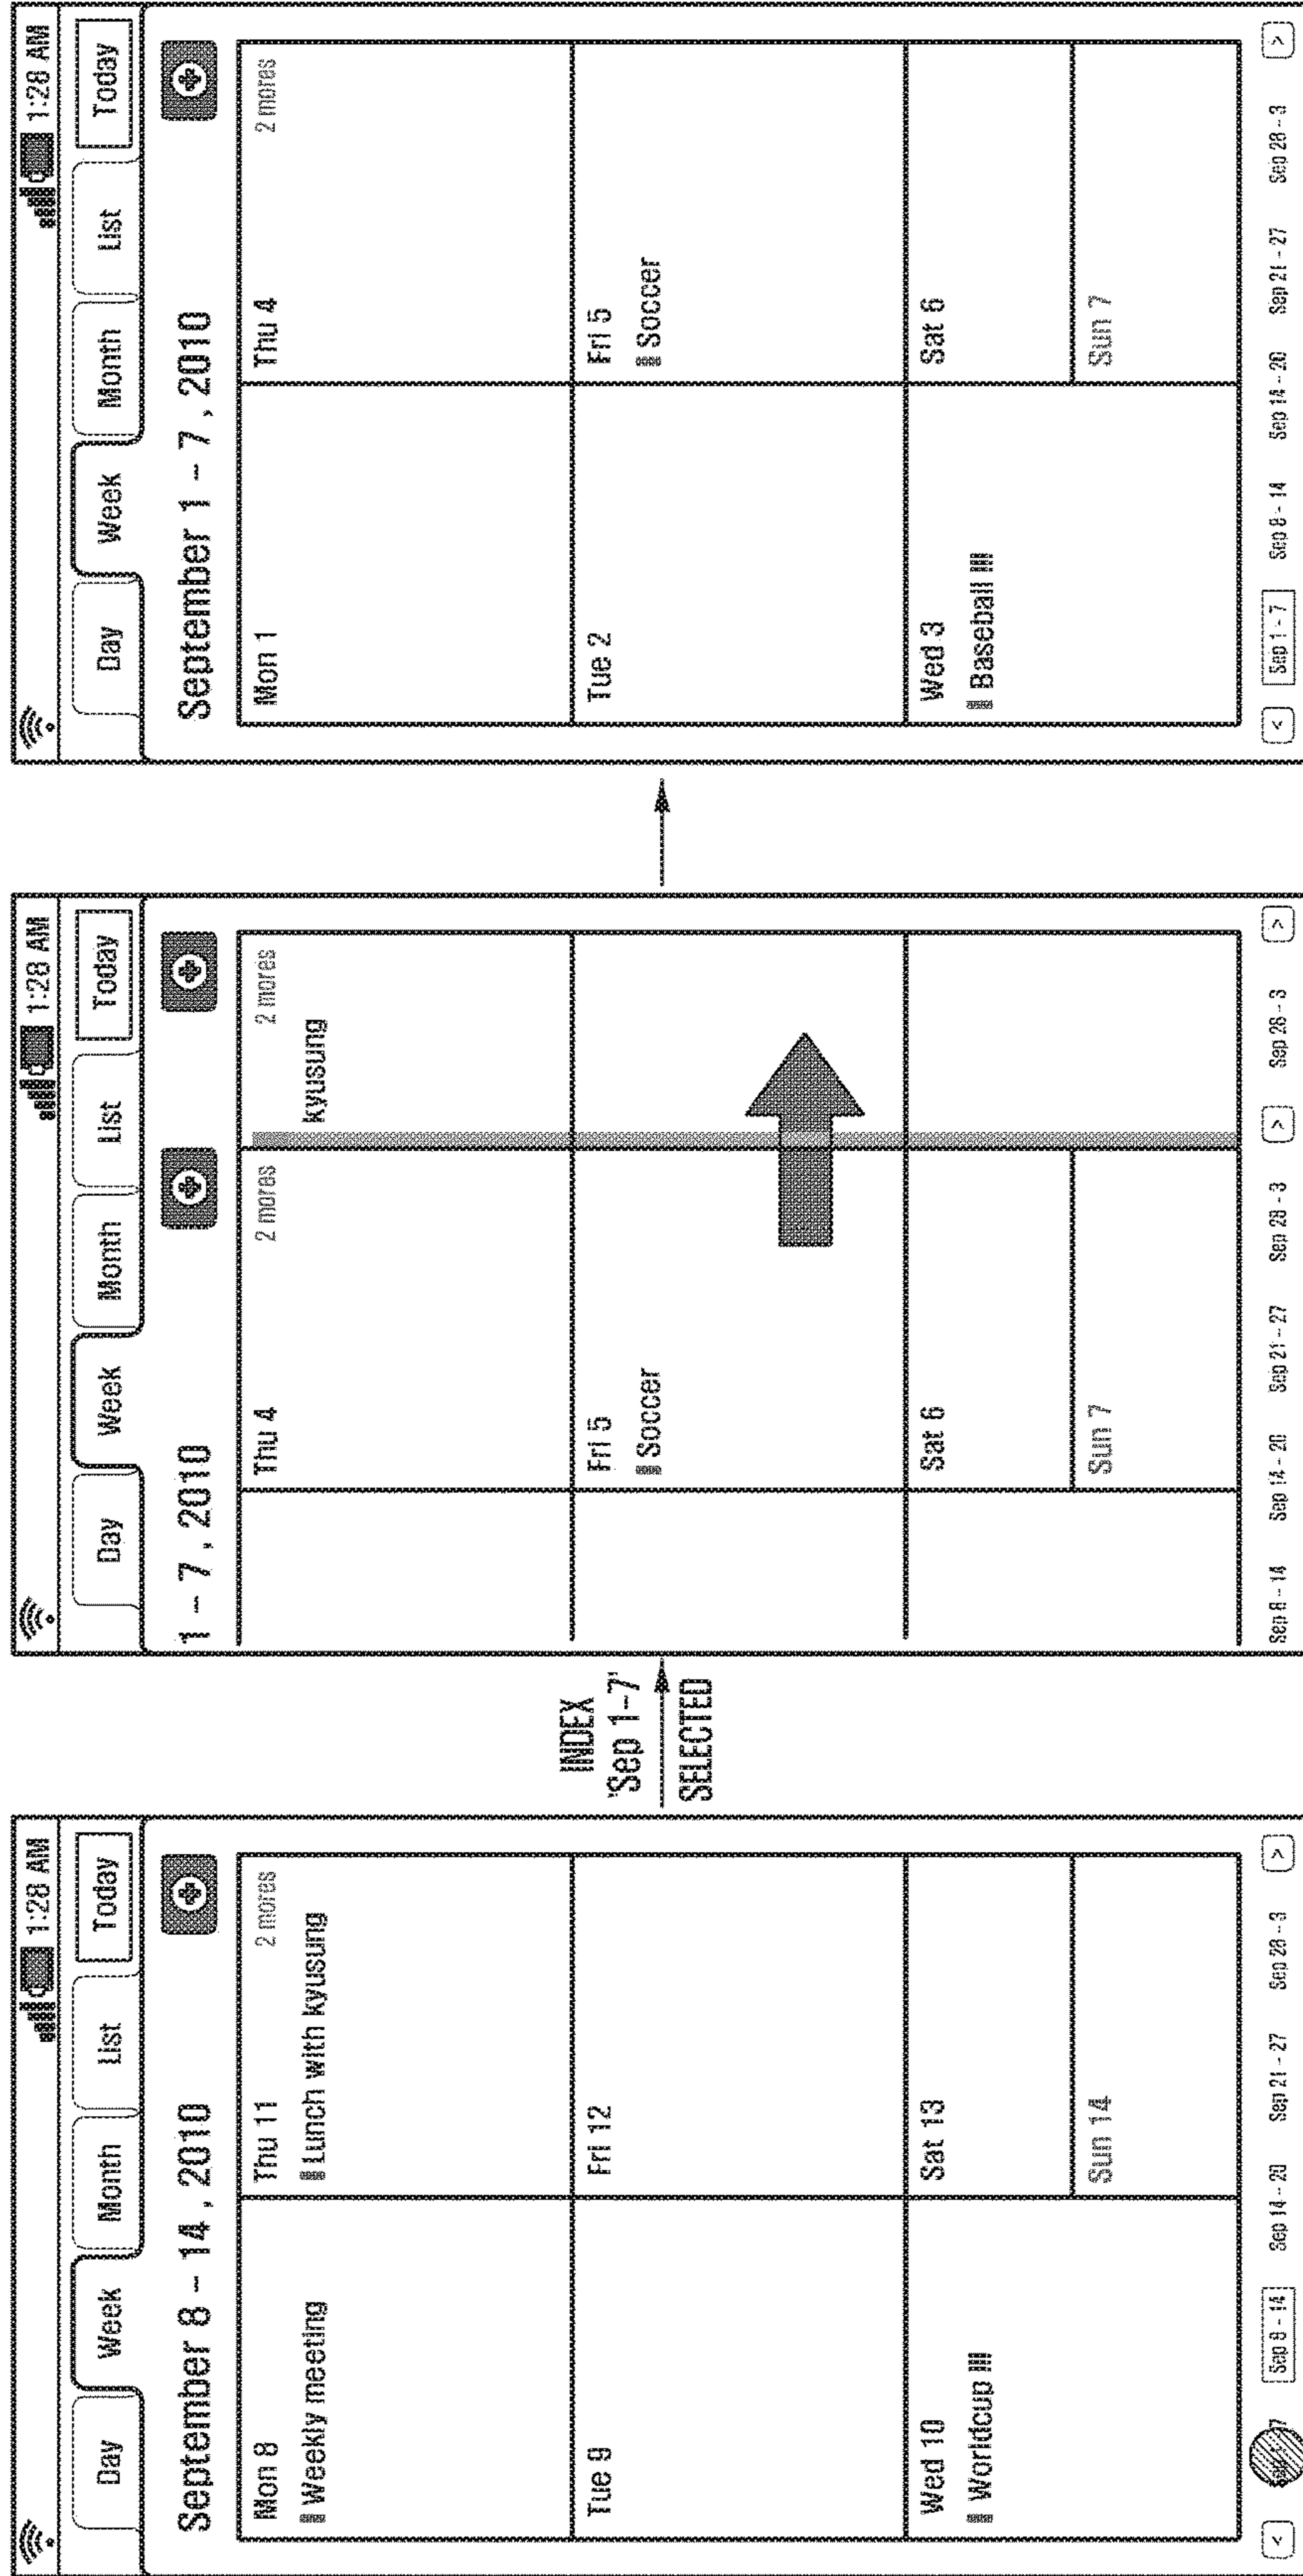 1:28 AM
Day
Week
Month
List
Today
September 8 - 14, 2010
Mon 8
Weekly meeting
Thu 11
2 mores
Lunch with kyusung
Tue 9
Fri 12
Wed 10
Worldcup III
Sat 13
Sun 14
< 7 Sep 8 - 14 Sep 14 - 20 Sep 21 - 27 Sep 28 - 3 >
INDEX
'Sep 1-7'
SELECTED
1:28 AM
Day
Week
Month
List
Today
1 - 7, 2010
Thu 4
2 mores
2 mores
kyusung
Fri 5
Soccer
Sat 6
Sun 7
Sep 8 - 14 Sep 14 - 20 Sep 21 - 27 Sep 28 - 3 > Sep 28 - 3 >
1:28 AM
Day
Week
Month
List
Today
September 1 - 7, 2010
Mon 1
Thu 4
2 mores
Tue 2
Fri 5
Soccer
Wed 3
Baseball III
Sat 6
Sun 7
< Sep 1 - 7 Sep 8 - 14 Sep 14 - 20 Sep 21 - 27 Sep 28 - 3 >